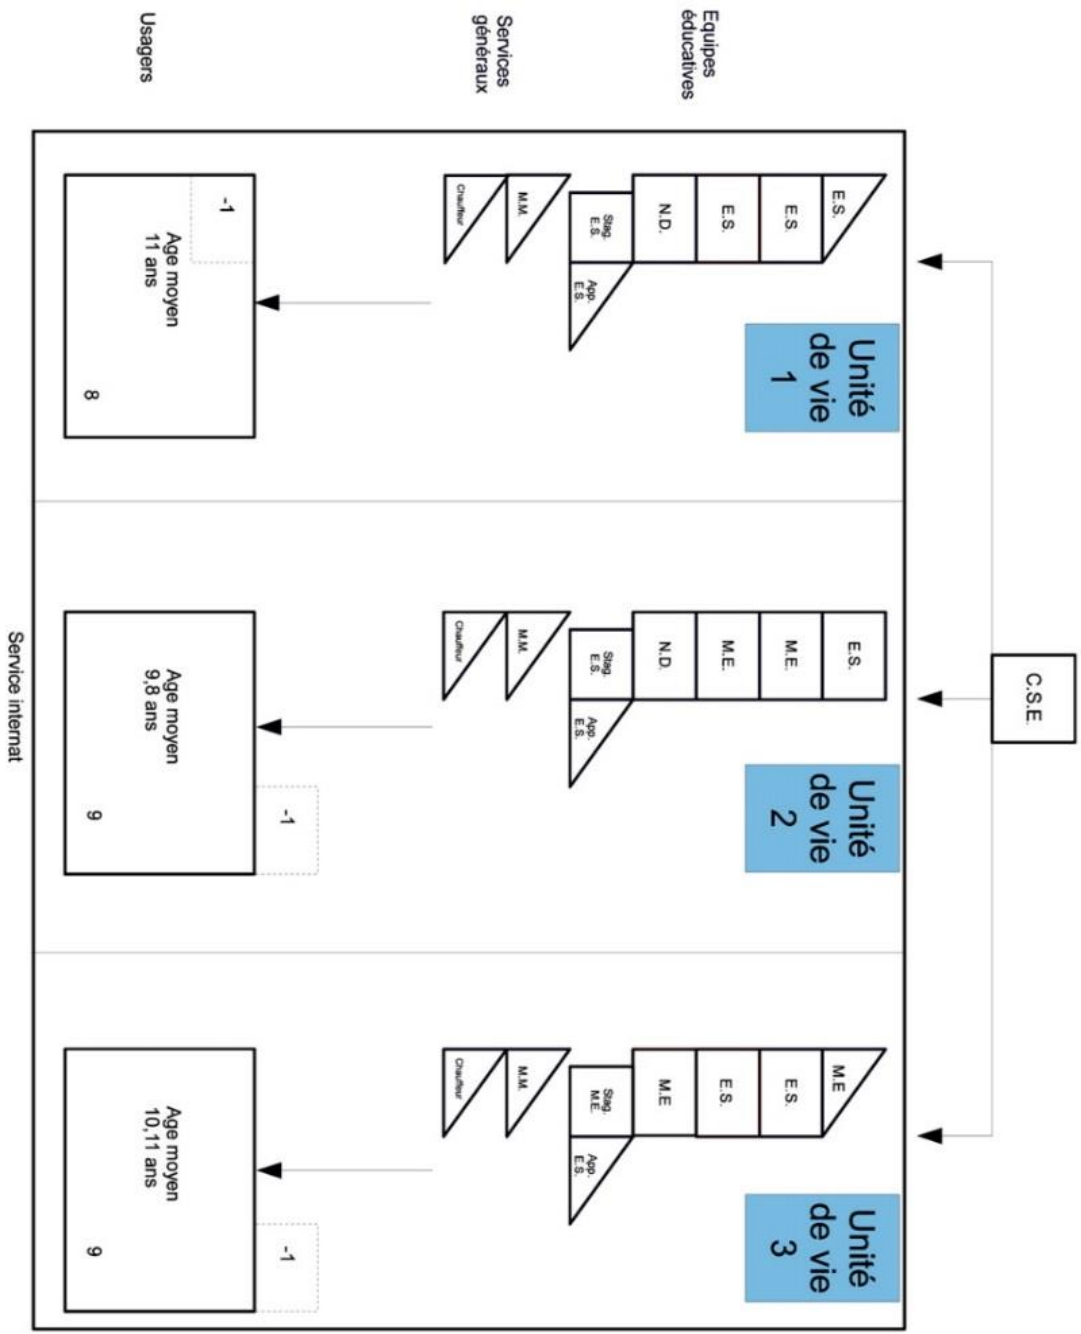 C.S.E.
Equipes
éducatives
Services
généraux
Usagers
Unité
de vie
1
E.S.
E.S.
E.S.
N.D.
Stag.
E.S.
App.
E.S.
M.M.
Chauffeur
-1
Age moyen
11 ans
8
Unité
de vie
2
E.S.
M.E.
M.E.
N.D.
Stag.
E.S.
App.
E.S.
M.M.
Chauffeur
-1
Age moyen
9,8 ans
9
Unité
de vie
3
M.E
E.S.
E.S.
M.E
Stag.
M.E.
App.
E.S.
M.M.
Chauffeur
-1
Age moyen
10,11 ans
9
Service internat